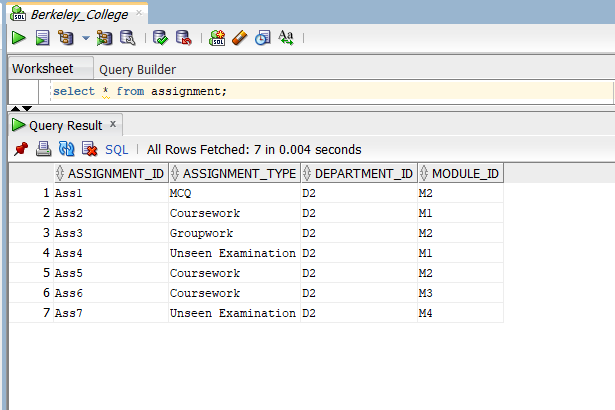 Berkeley_College ×
SQL Aa
Worksheet Query Builder
select * from assignment;
Query Result x
SQL | All Rows Fetched: 7 in 0.004 seconds
ASSIGNMENT_ID ASSIGNMENT_TYPE DEPARTMENT_ID MODULE_ID
1 Ass1 MCQ D2 M2
2 Ass2 Coursework D2 M1
3 Ass3 Groupwork D2 M2
4 Ass4 Unseen Examination D2 M1
5 Ass5 Coursework D2 M2
6 Ass6 Coursework D2 M3
7 Ass7 Unseen Examination D2 M4